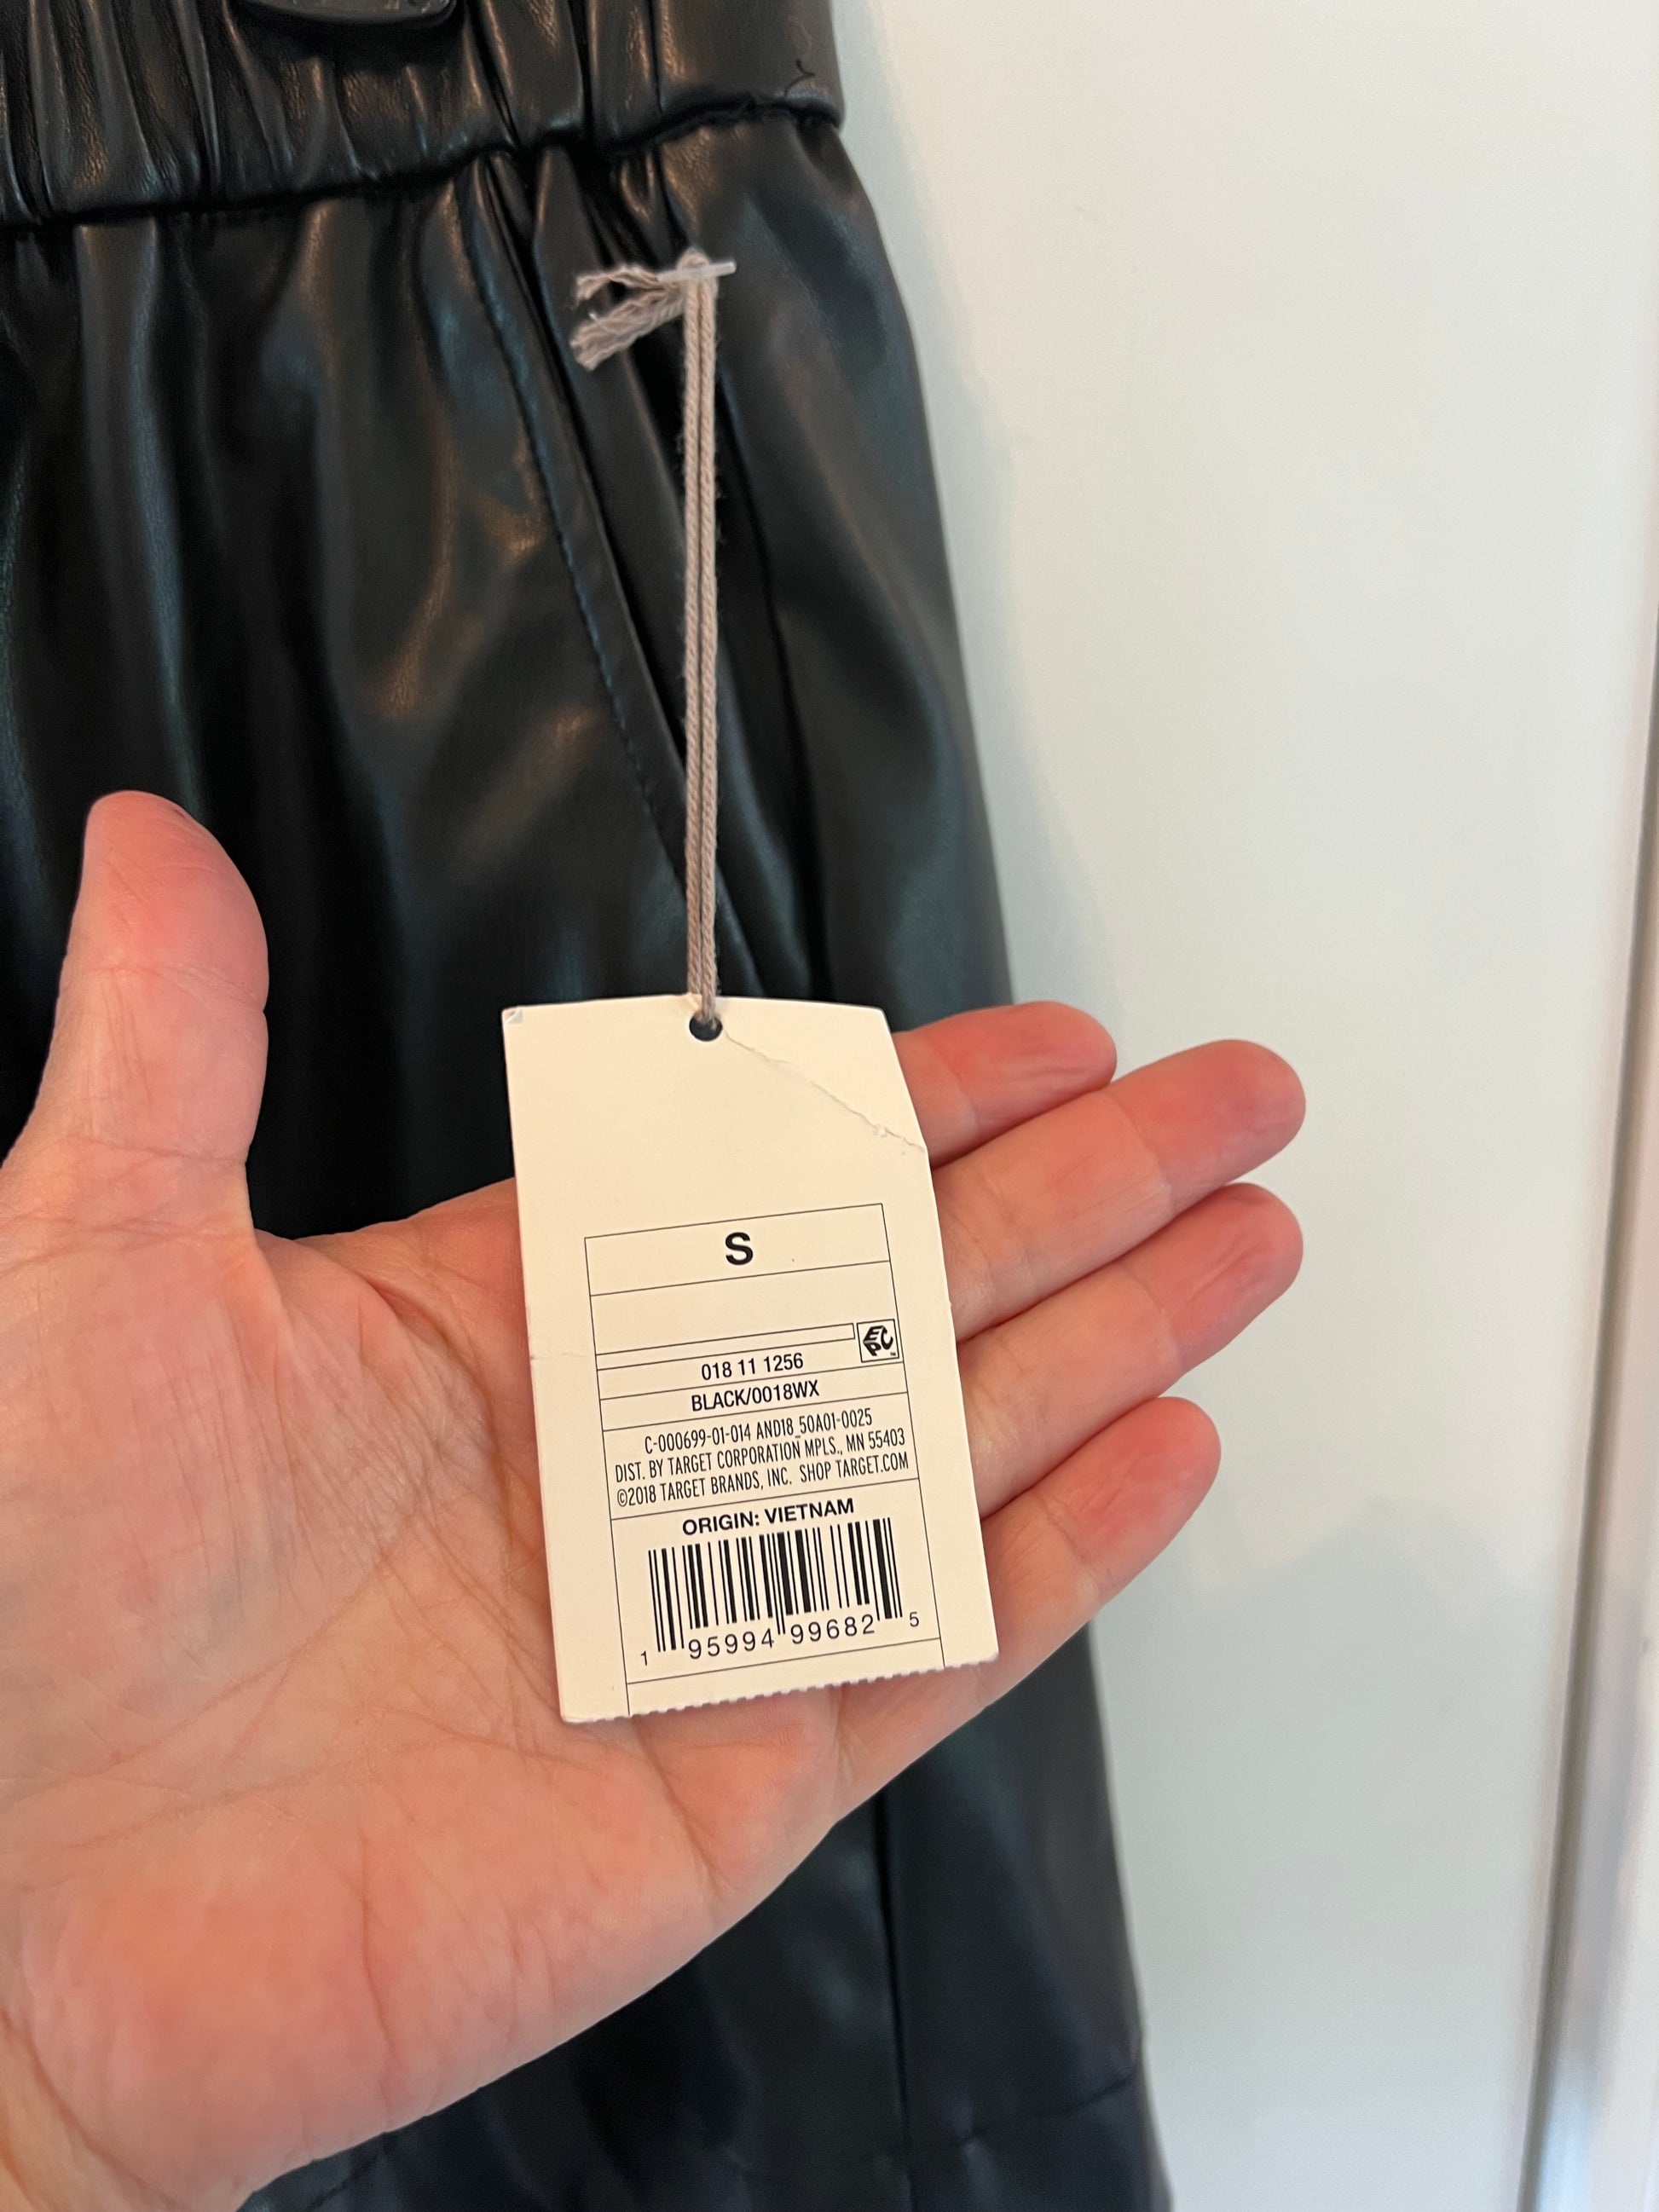 S
EPC
018 11 1256
BLACK/0018WX
C-000699-01-014 AND18_50A01-0025
DIST. BY TARGET CORPORATION MPLS., MN 55403
©2018 TARGET BRANDS, INC. SHOP TARGET.COM
ORIGIN: VIETNAM
1 95994 99682 5